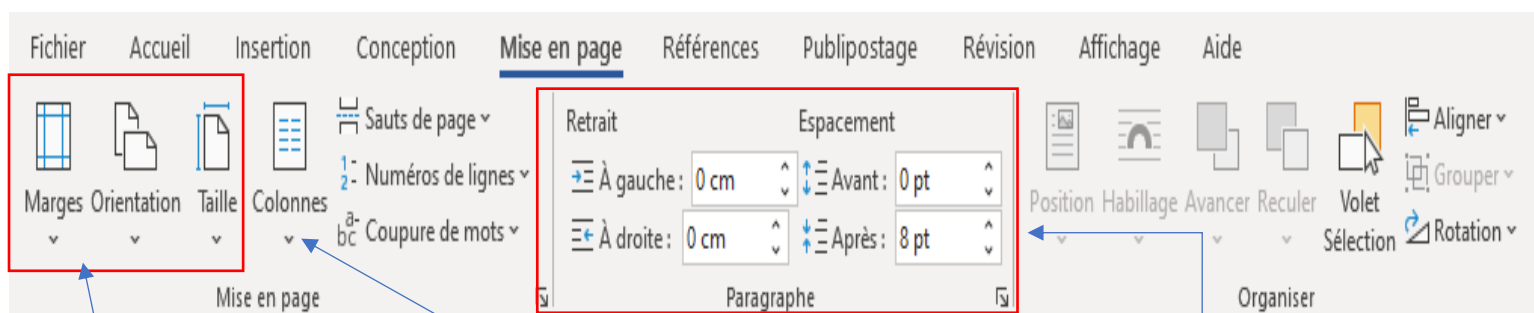 Fichier Accueil Insertion Conception Mise en page Références Publipostage Révision Affichage Aide
Marges Orientation Taille Colonnes
Sauts de page
Numéros de lignes
Coupure de mots
Mise en page
Retrait Espacement
À gauche : 0 cm Avant : 0 pt
À droite : 0 cm Après : 8 pt
Paragraphe
Position Habillage Avancer Reculer Volet Sélection
Aligner
Grouper
Rotation
Organiser